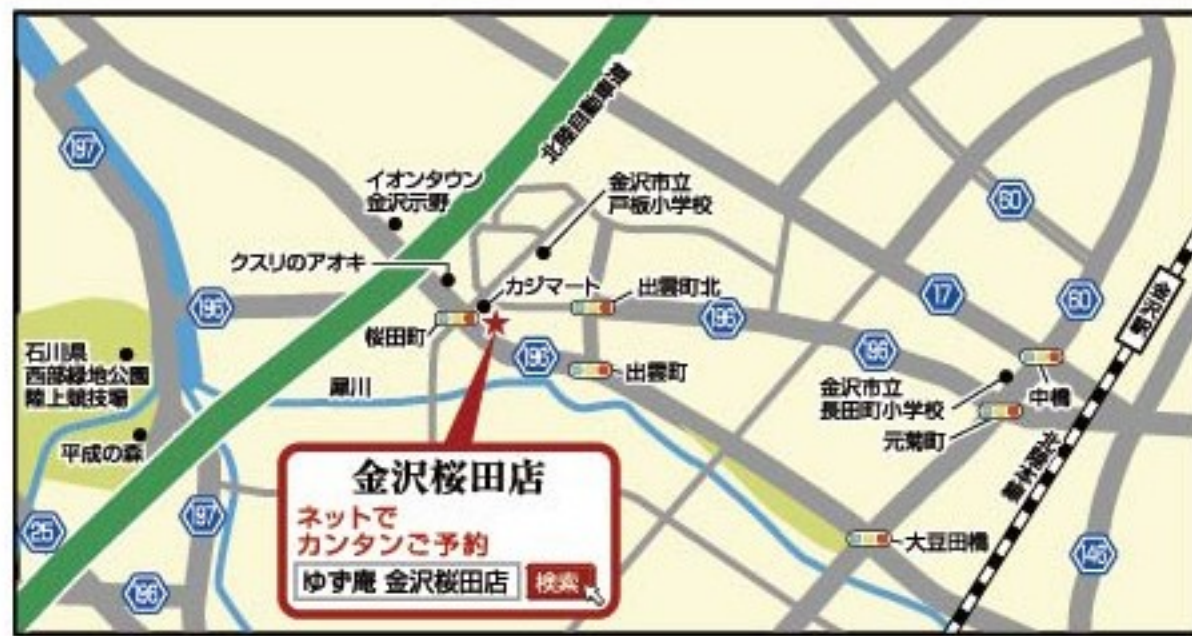 北陸自動車道
197
イオンタウン
金沢示野
金沢市立
戸板小学校
60
クスリのアオキ
カジマート
出雲町北
17
60
金沢駅
196
桜田町
196
196
196
出雲町
中橋
石川県
西部緑地公園
陸上競技場
犀川
金沢市立
長田町小学校
元菊町
平成の森
北陸本線
金沢桜田店
ネットで
カンタンご予約
ゆず庵 金沢桜田店
検索
25
197
大豆田橋
146
196